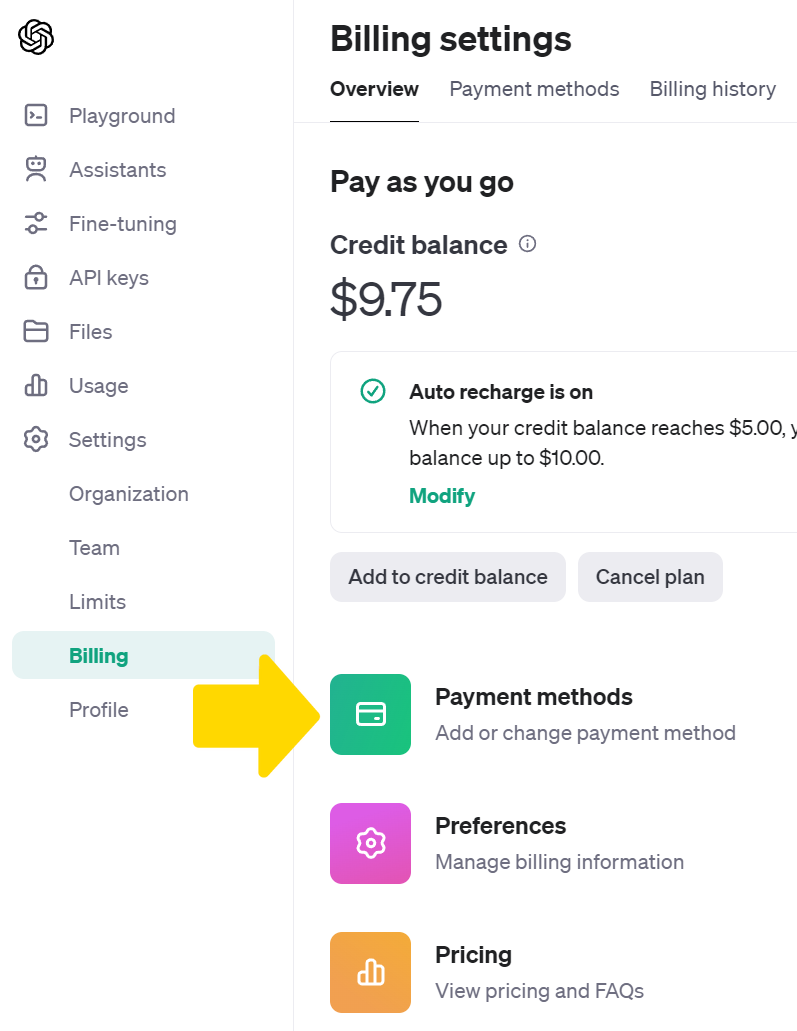 Playground
Assistants
Fine-tuning
API keys
Files
Usage
Settings
Organization
Team
Limits
Billing
Profile
Billing settings
Overview Payment methods Billing history
Pay as you go
Credit balance
$9.75
Auto recharge is on
When your credit balance reaches $5.00,
balance up to $10.00.
Modify
Add to credit balance Cancel plan
Payment methods
Add or change payment method
Preferences
Manage billing information
Pricing
View pricing and FAQs